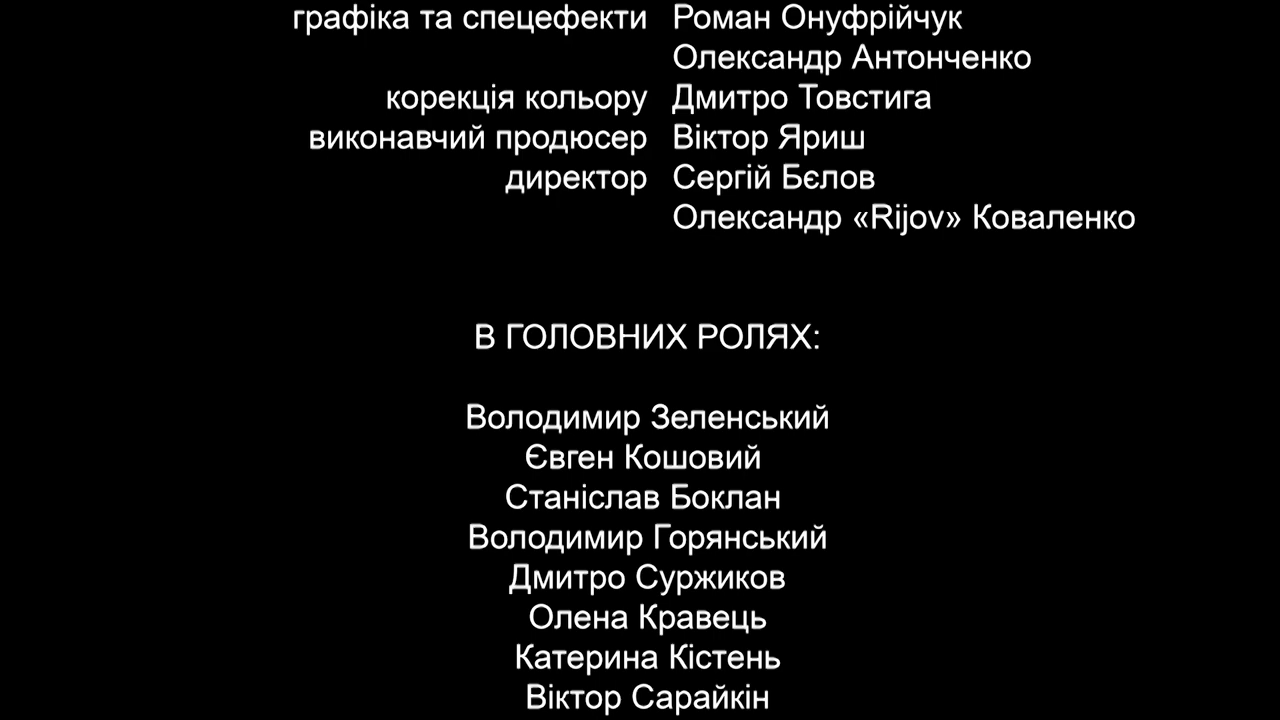 графіка та спецефекти Роман Онуфрійчук
Олександр Антонченко
корекція кольору Дмитро Товстига
виконавчий продюсер Віктор Яриш
директор Сергій Бєлов
Олександр «Rijov» Коваленко
В ГОЛОВНИХ РОЛЯХ:
Володимир Зеленський
Євген Кошовий
Станіслав Боклан
Володимир Горянський
Дмитро Суржиков
Олена Кравець
Катерина Кістень
Віктор Сарайкін